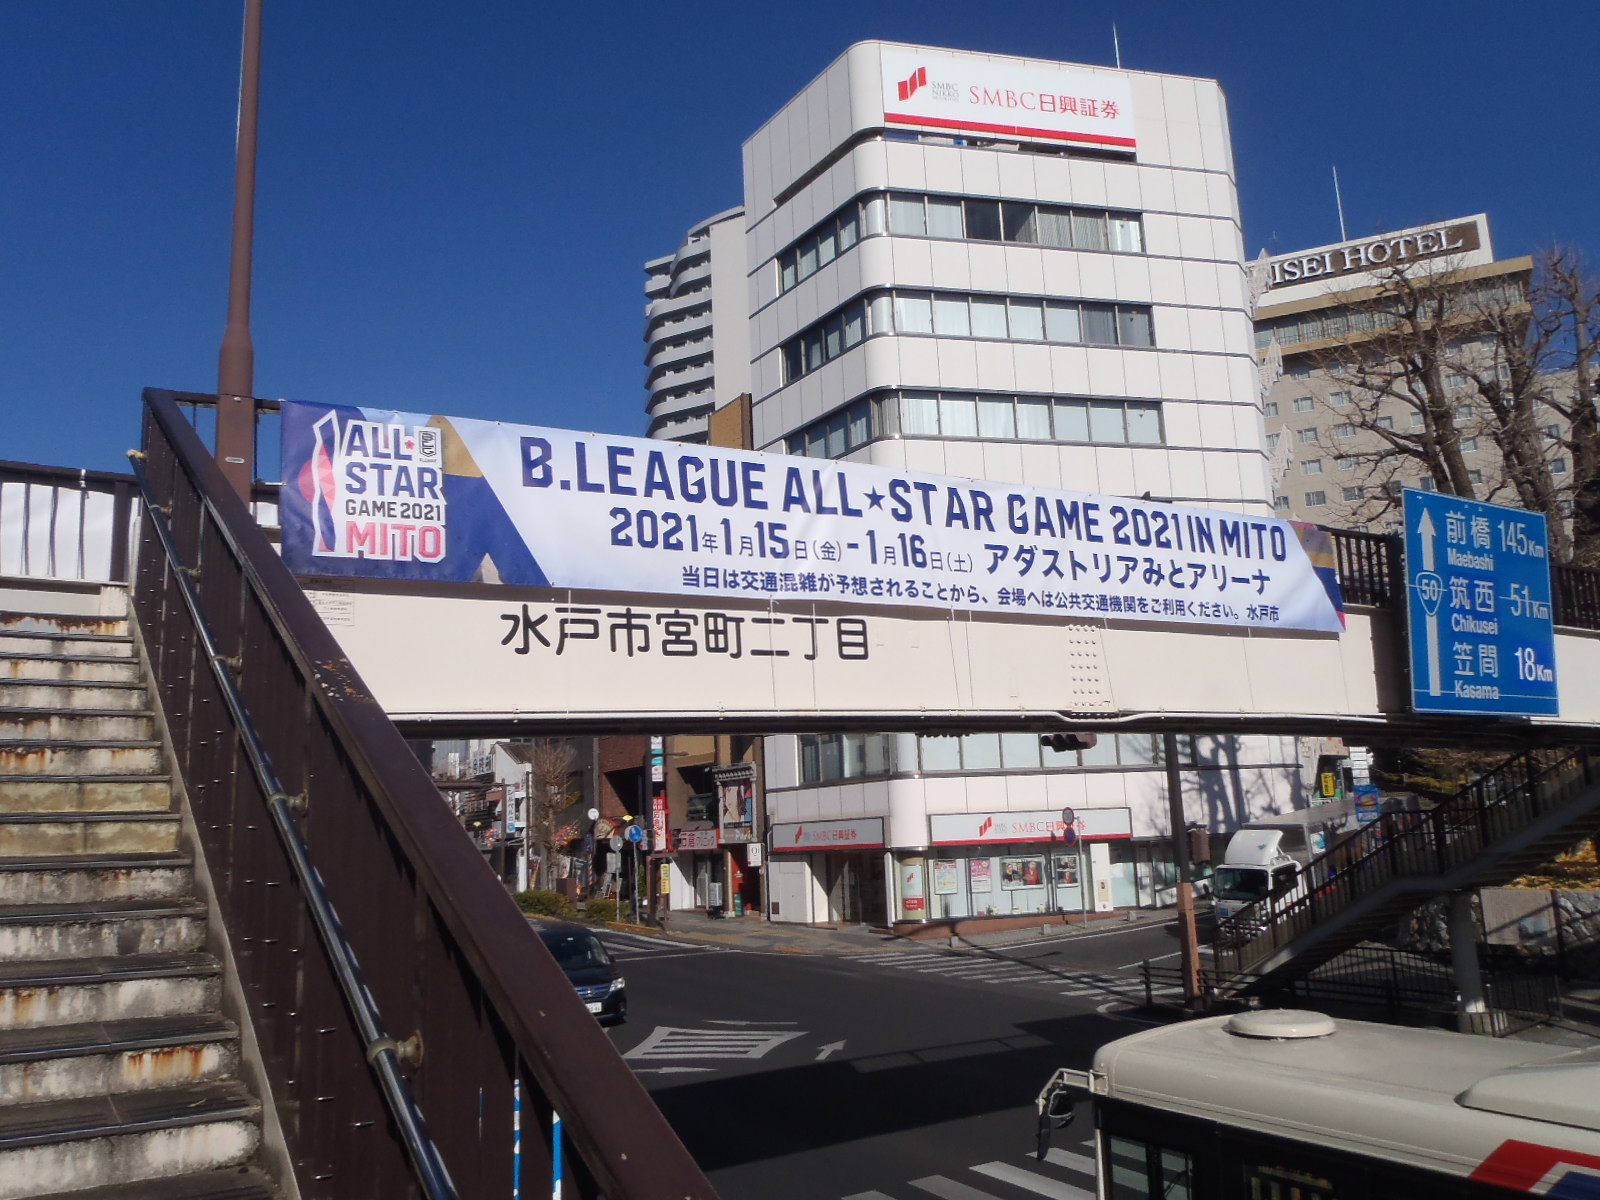 SMBC
NIKKO
SMBC日興証券
ISEI HOTEL
ALL★
STAR
GAME 2021
MITO
B.LEAGUE ALL★STAR GAME 2021 IN MITO
2021年1月15日(金)-1月16日(土) アダストリアみとアリーナ
当日は交通混雑が予想されることから、会場へは公共交通機関をご利用ください。水戸市
水戸市宮町二丁目
前橋 145Km
Maebashi
50
筑西 51Km
Chikusei
笠間 18Km
Kasama
SMBC日興証券
SMBC日興証券